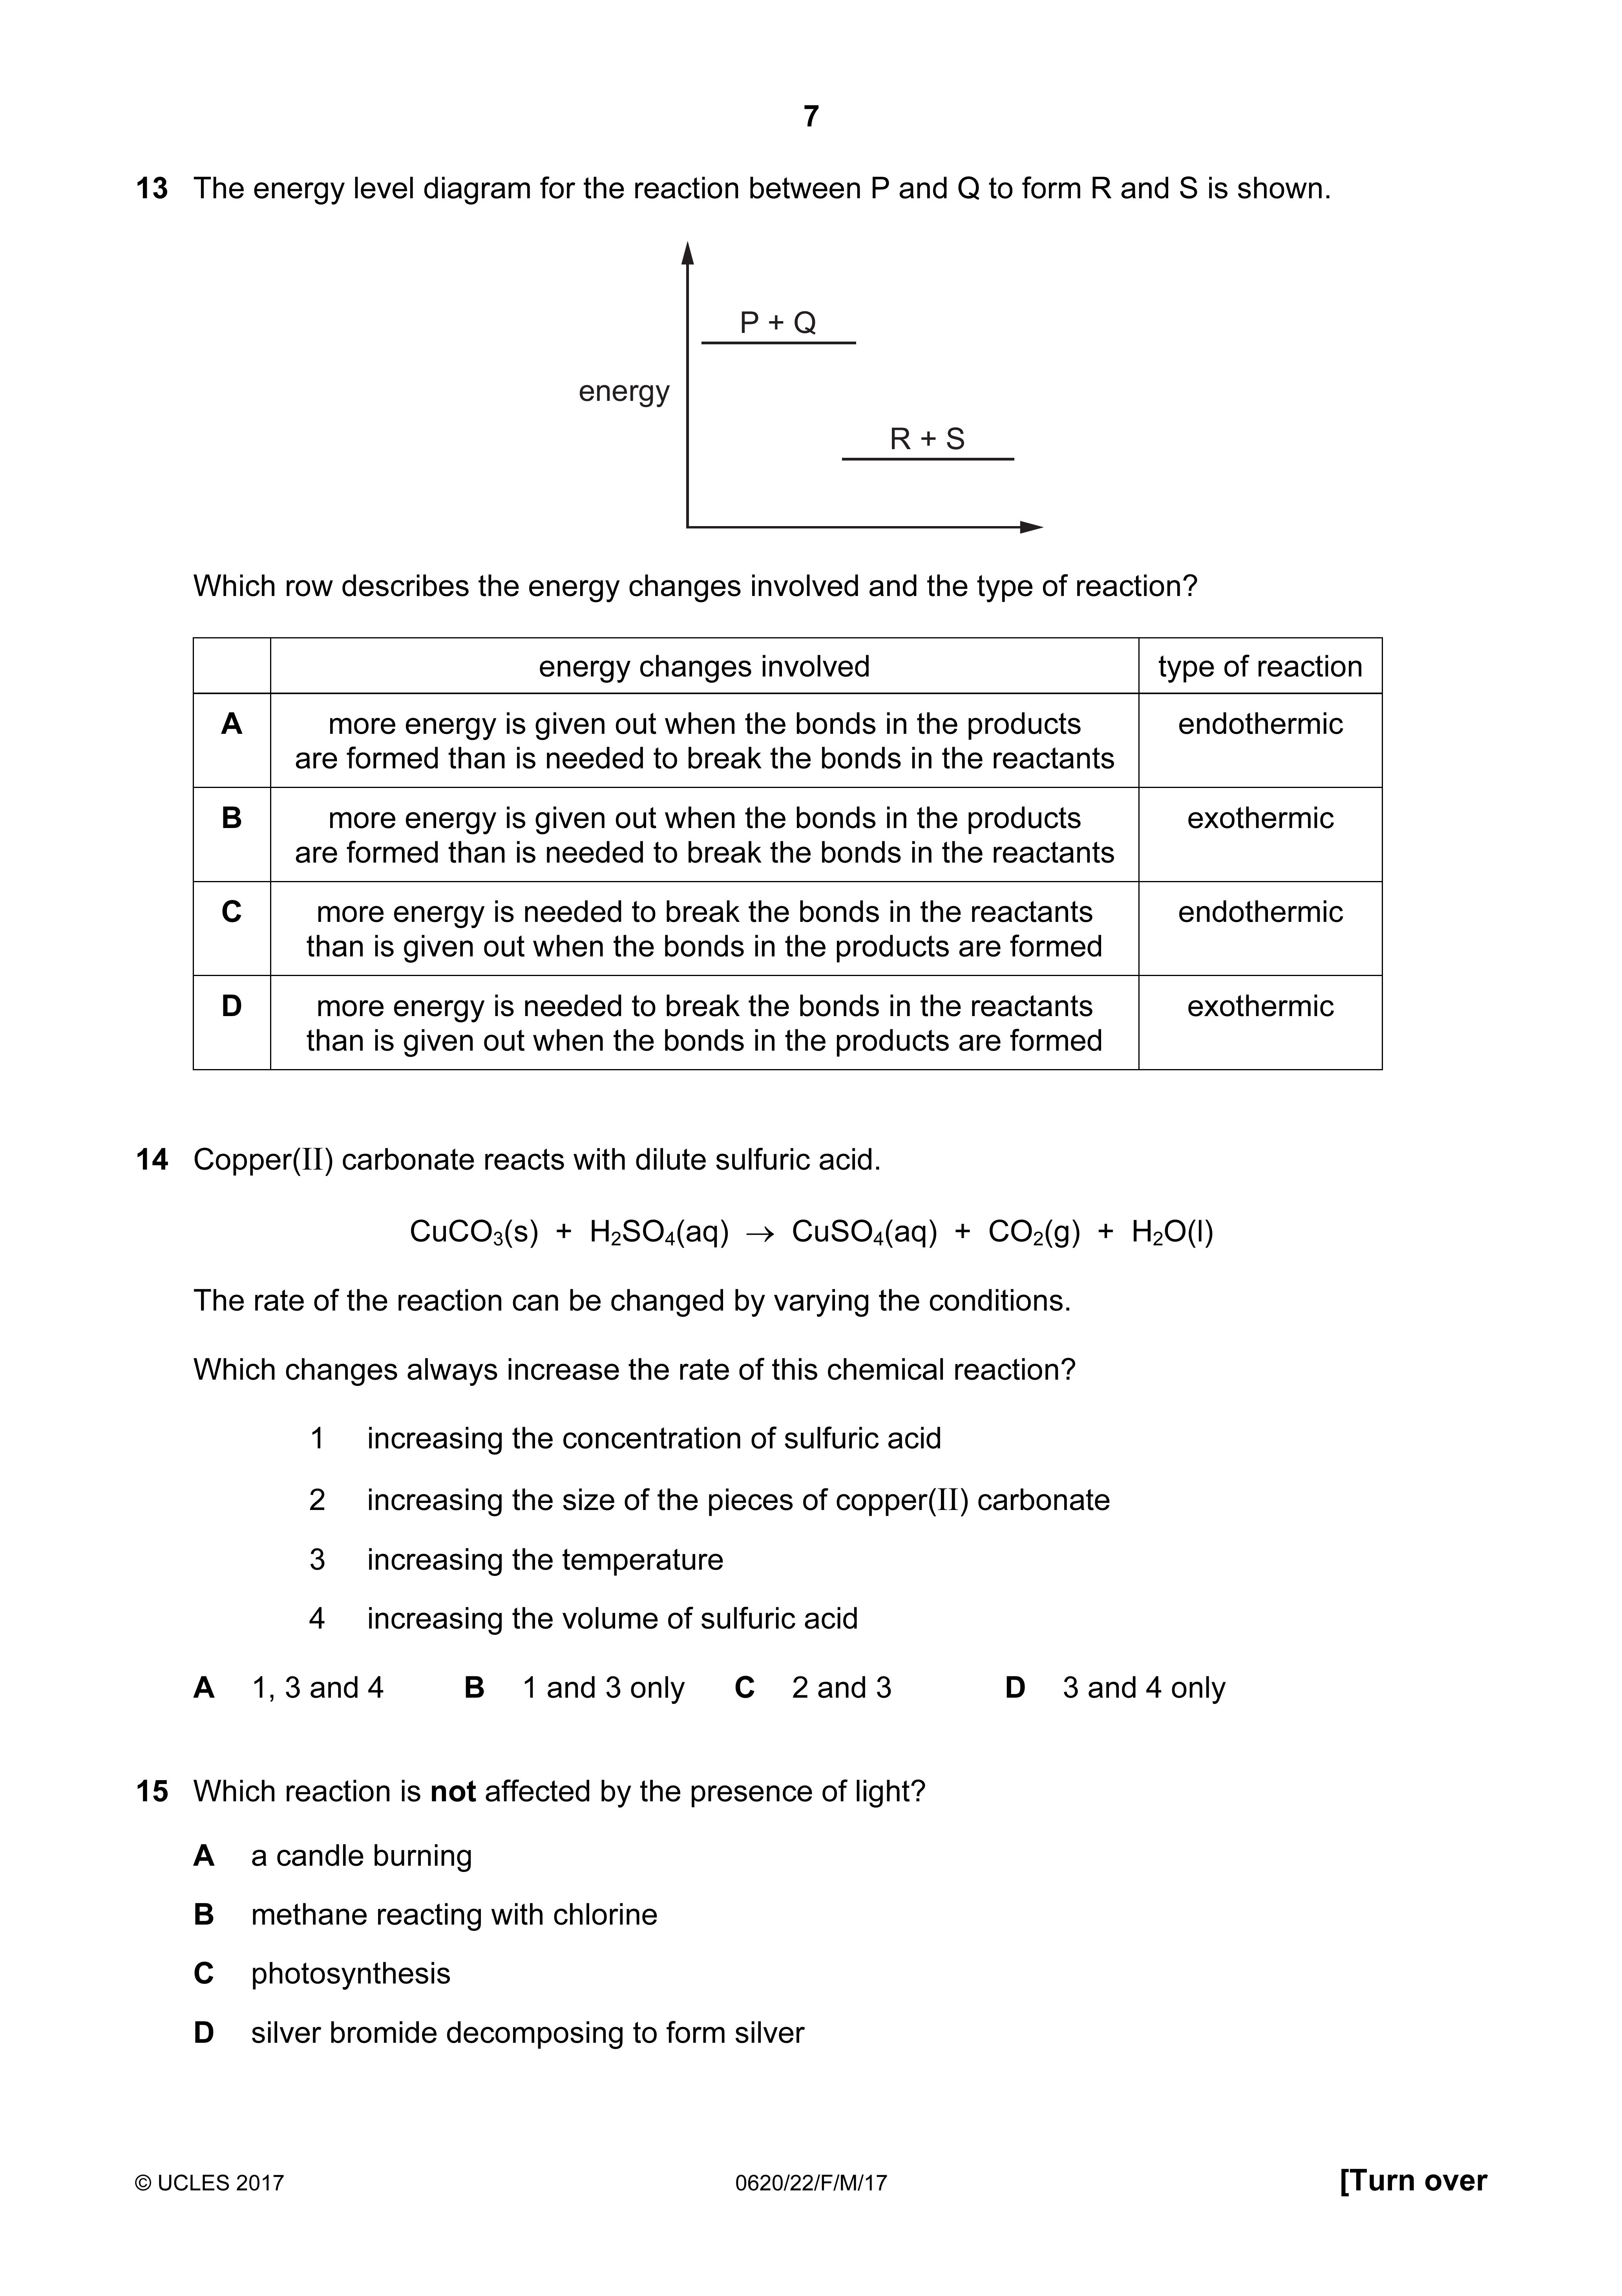 7
13 The energy level diagram for the reaction between P and Q to form R and S is shown.
P + Q
energy
R + S
Which row describes the energy changes involved and the type of reaction?
energy changes involved type of reaction
A more energy is given out when the bonds in the products endothermic
are formed than is needed to break the bonds in the reactants
B more energy is given out when the bonds in the products exothermic
are formed than is needed to break the bonds in the reactants
C more energy is needed to break the bonds in the reactants endothermic
than is given out when the bonds in the products are formed
D more energy is needed to break the bonds in the reactants exothermic
than is given out when the bonds in the products are formed
14 Copper(II) carbonate reacts with dilute sulfuric acid.
CuCO₃(s) + H₂SO₄(aq) → CuSO₄(aq) + CO₂(g) + H₂O(l)
The rate of the reaction can be changed by varying the conditions.
Which changes always increase the rate of this chemical reaction?
1 increasing the concentration of sulfuric acid
2 increasing the size of the pieces of copper(II) carbonate
3 increasing the temperature
4 increasing the volume of sulfuric acid
A 1, 3 and 4 B 1 and 3 only C 2 and 3 D 3 and 4 only
15 Which reaction is not affected by the presence of light?
A a candle burning
B methane reacting with chlorine
C photosynthesis
D silver bromide decomposing to form silver
© UCLES 2017 0620/22/F/M/17 [Turn over